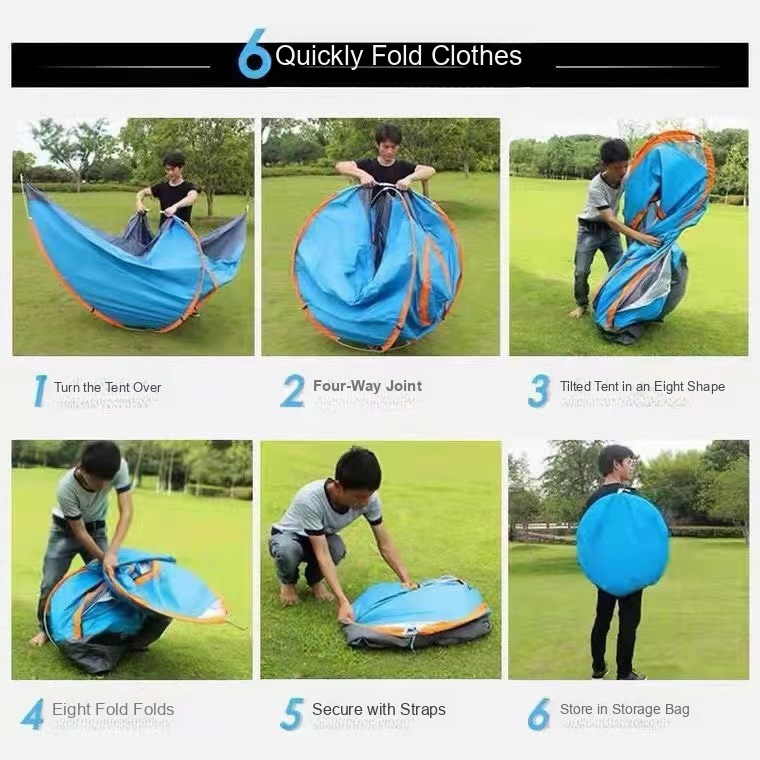 6 Quickly Fold Clothes
1 Turn the Tent Over
2 Four-Way Joint
3 Tilted Tent in an Eight Shape
4 Eight Fold Folds
5 Secure with Straps
6 Store in Storage Bag